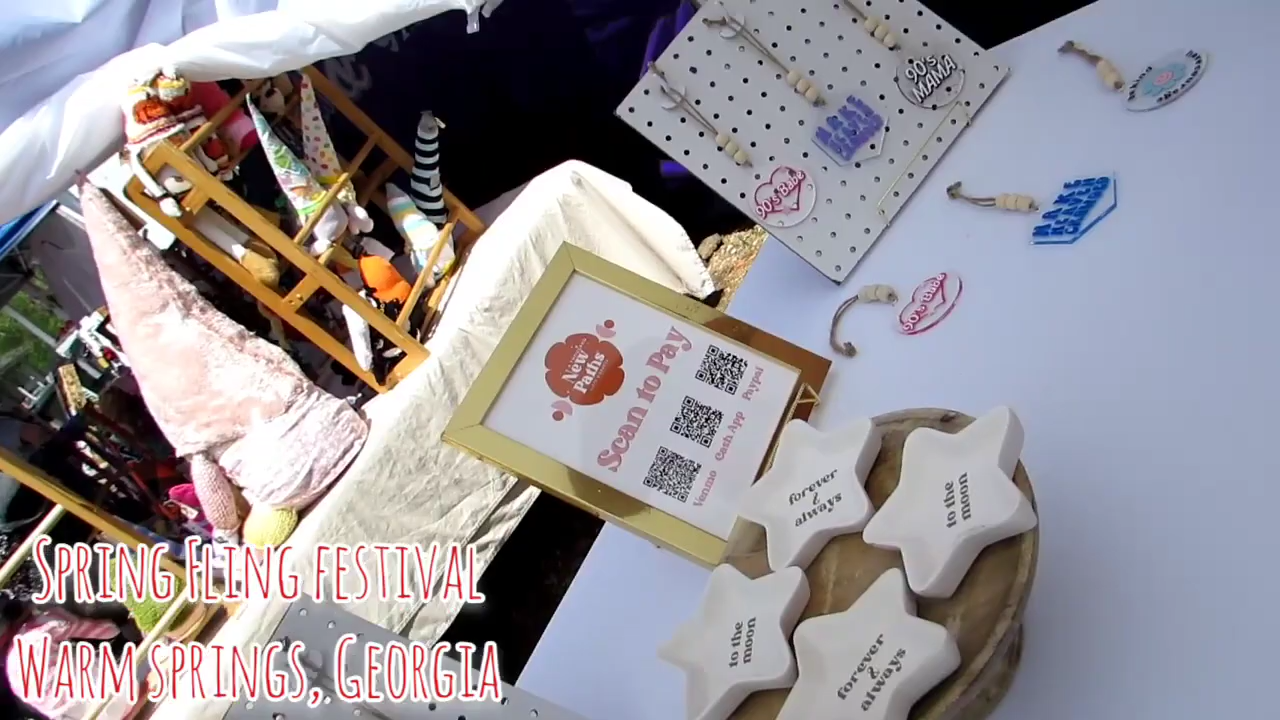 90's
MAMA
90's Babe
90's Babe
New
Paths
Scan to Pay
Venmo
Cash App
Paypal
forever
&
always
to the
moon
to the
moon
forever
&
always
Spring Fling festival
Warm springs, Georgia